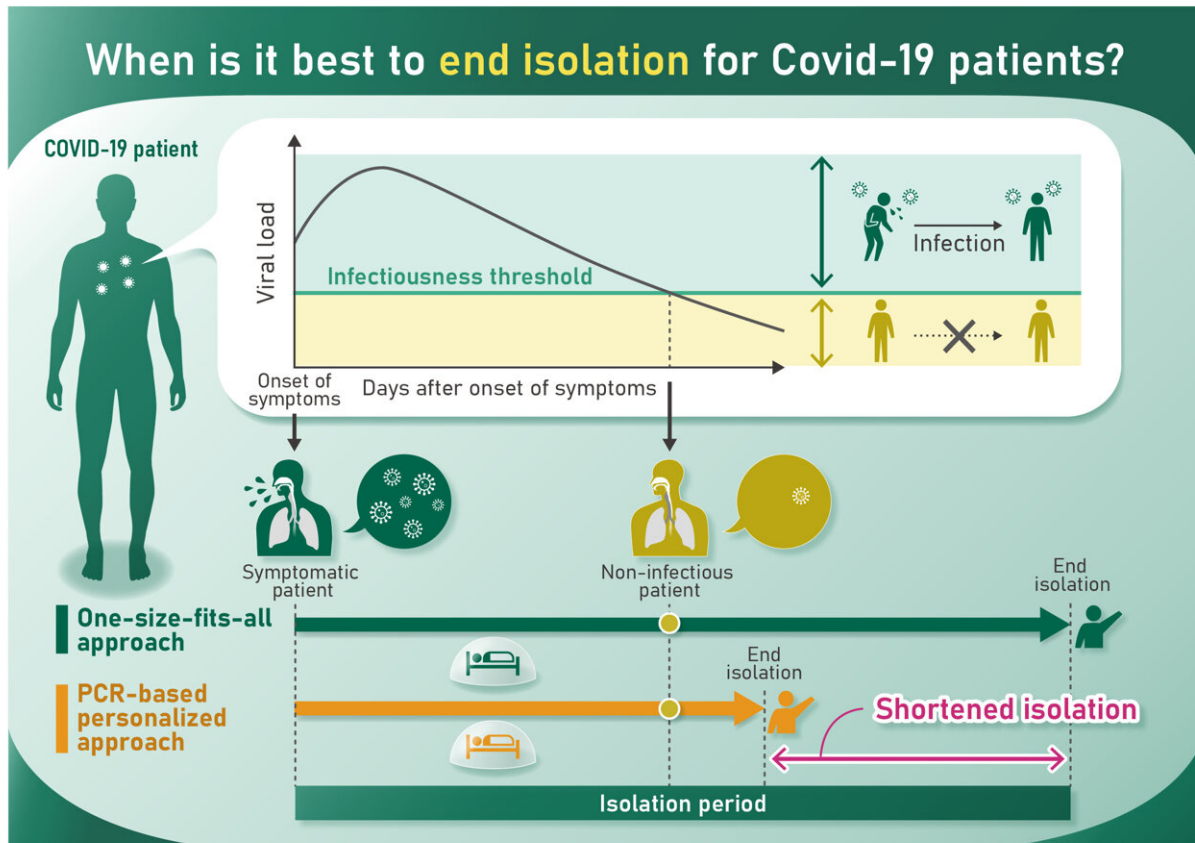 When is it best to end isolation for Covid-19 patients?
COVID-19 patient
Viral load
Infectiousness threshold
Infection
Onset of
symptoms
Days after onset of symptoms
Symptomatic
patient
Non-infectious
patient
End
isolation
One-size-fits-all
approach
End
isolation
PCR-based
personalized
approach
Shortened isolation
Isolation period